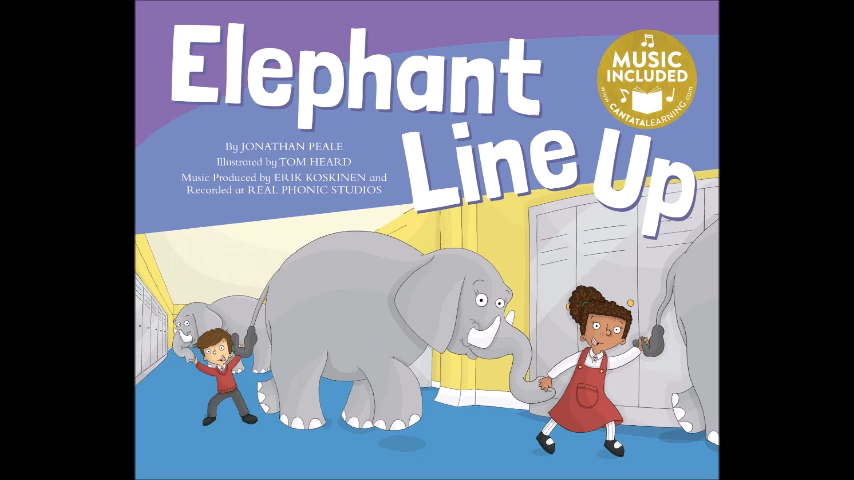 Elephant
Line Up
MUSIC
INCLUDED
www.CANTATALEARNING.com
By JONATHAN PEALE
Illustrated by TOM HEARD
Music Produced by ERIK KOSKINEN and
Recorded at REAL PHONIC STUDIOS